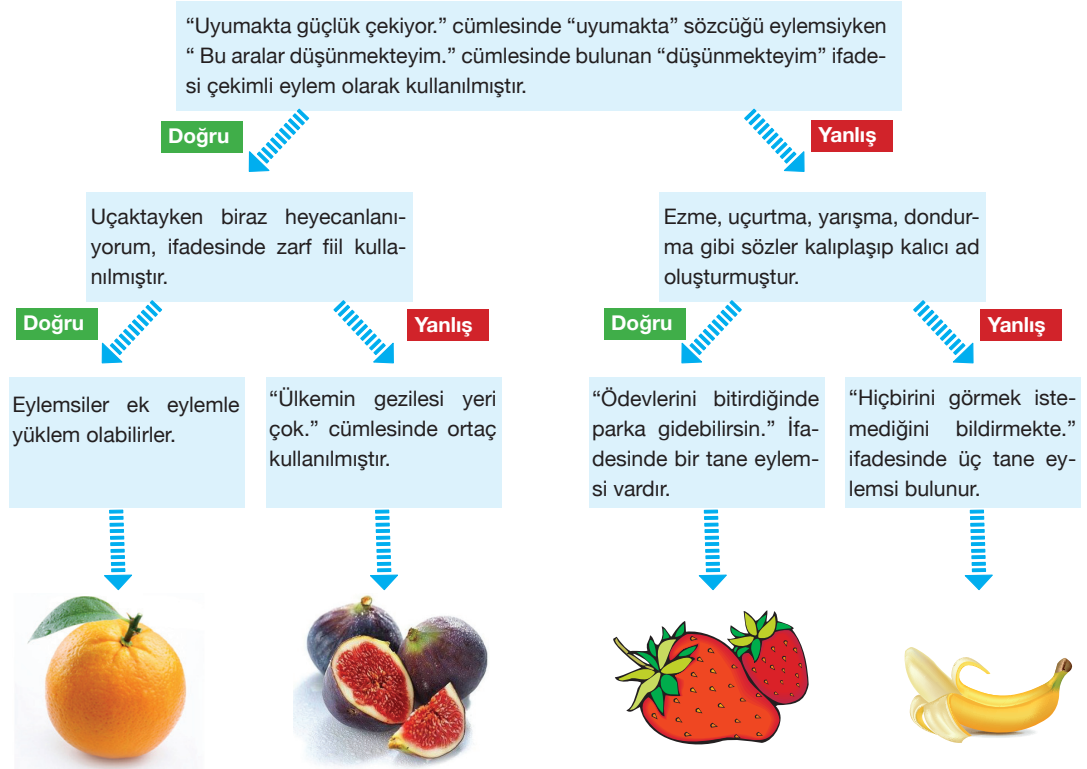 “Uyumakta güçlük çekiyor.” cümlesinde “uyumakta” sözcüğü eylemsiyken
“ Bu aralar düşünmekteyim.” cümlesinde bulunan “düşünmekteyim” ifade-
si çekimli eylem olarak kullanılmıştır.
Doğru
Yanlış
Uçaktayken biraz heyecanlanı-
yorum, ifadesinde zarf fiil kulla-
nılmıştır.
Ezme, uçurtma, yarışma, dondur-
ma gibi sözler kalıplaşıp kalıcı ad
oluşturmuştur.
Doğru
Yanlış
Doğru
Yanlış
Eylemsiler ek eylemle
yüklem olabilirler.
“Ülkemin gezilesi yeri
çok.” cümlesinde ortaç
kullanılmıştır.
“Ödevlerini bitirdiğinde
parka gidebilirsin.” İfa-
desinde bir tane eylem-
si vardır.
“Hiçbirini görmek iste-
mediğini bildirmekte.”
ifadesinde üç tane ey-
lemsi bulunur.